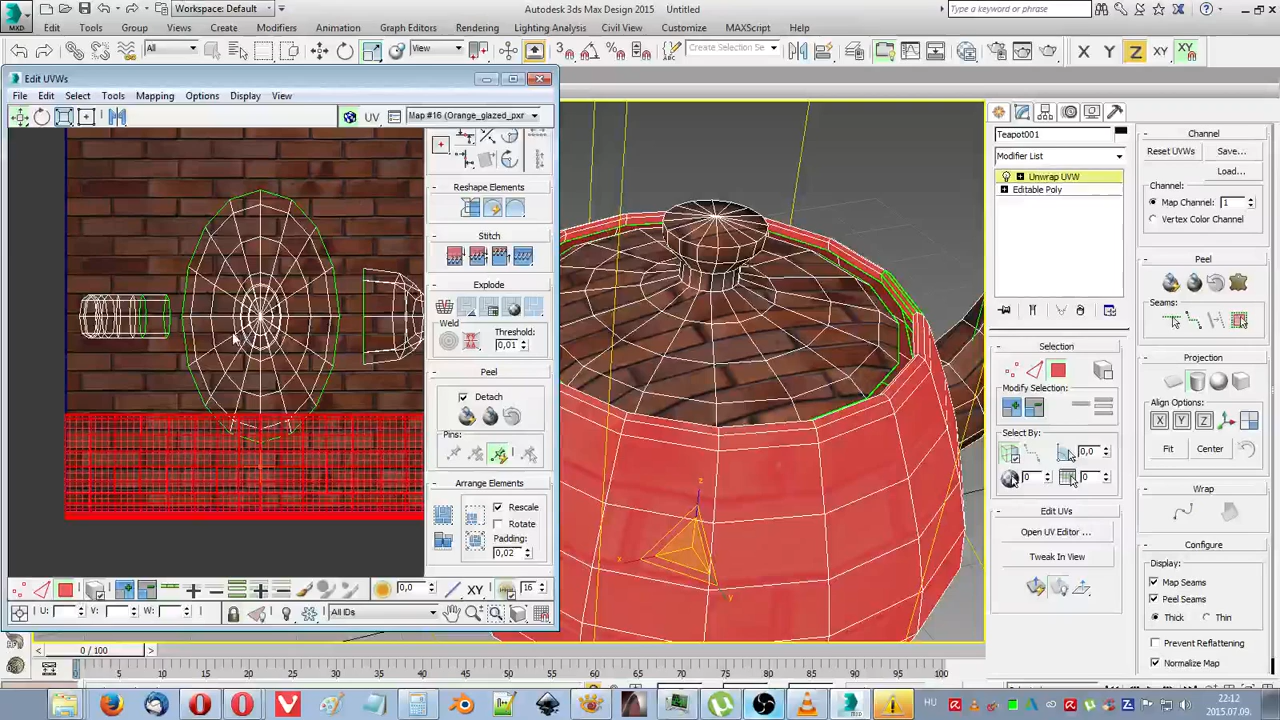 Workspace: Default
Autodesk 3ds Max Design 2015
Untitled
Type a keyword or phrase
MXD
Edit
Tools
Group
Views
Create
Modifiers
Animation
Graph Editors
Rendering
Lighting Analysis
Civil View
Customize
MAXScript
Help
All
View
Create Selection Se
X
Y
Z
XY
XY
Edit UVWs
File
Edit
Select
Tools
Mapping
Options
Display
View
UV
Map #16 (Orange_glazed_pxr
Reshape Elements
Stitch
Explode
Weld
Threshold:
0,01
Peel
Detach
Pins:
Arrange Elements
Rescale
Rotate
Padding:
0,02
0,0
XY
16
U:
V:
W:
All IDs
z
x
y
Teapot001
Modifier List
Unwrap UVW
Editable Poly
Selection
Modify Selection:
Select By:
0,0
0
0
Edit UVs
Open UV Editor ...
Tweak In View
Channel
Reset UVWs
Save...
Load...
Channel:
Map Channel: 1
Vertex Color Channel
Peel
Seams:
Projection
Align Options:
X
Y
Z
Fit
Center
Wrap
Configure
Display:
Map Seams
Peel Seams
Thick
Thin
Prevent Reflattening
Normalize Map
0 / 100
5
10
15
20
25
30
35
40
45
50
55
60
65
70
75
80
85
90
95
100
HU
22:12
2015.07.09.